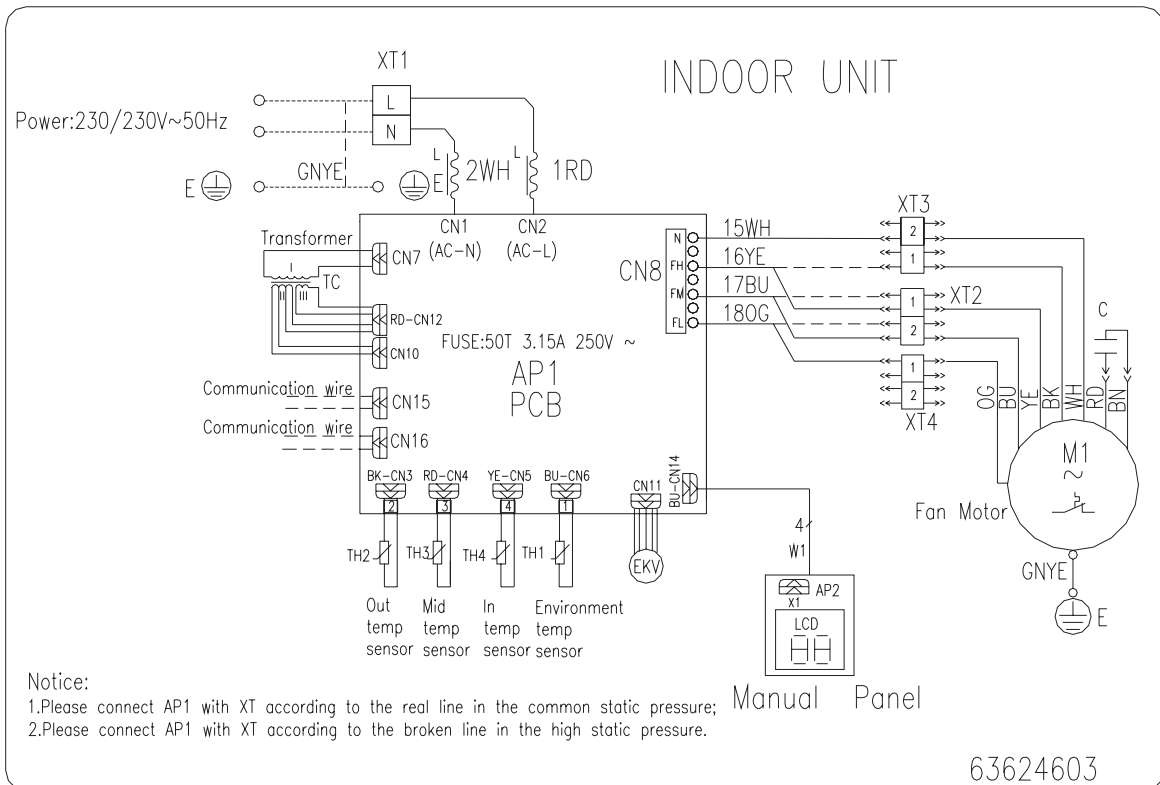 INDOOR UNIT
XT1
L
N
Power:230/230V~50Hz
GNYE
E
L
E
2WH
L
1RD
CN1
(AC-N)
CN2
(AC-L)
Transformer
I
II
III
TC
CN7
RD-CN12
CN10
FUSE:50T 3.15A 250V ~
AP1
PCB
CN8
N
FH
FM
FL
15WH
16YE
17BU
18OG
XT3
2
1
XT2
1
2
XT4
1
2
C
OG
BU
YE
BK
WH
RD
BN
M1
~
Fan Motor
GNYE
E
Communication wire
CN15
Communication wire
CN16
BK-CN3
RD-CN4
YE-CN5
BU-CN6
2
3
4
1
TH2
TH3
TH4
TH1
Out
temp
sensor
Mid
temp
sensor
In
temp
sensor
Environment
temp
sensor
CN11
EKV
BU-CN14
4
W1
AP2
X1
LCD
Manual Panel
Notice:
1.Please connect AP1 with XT according to the real line in the common static pressure;
2.Please connect AP1 with XT according to the broken line in the high static pressure.
63624603